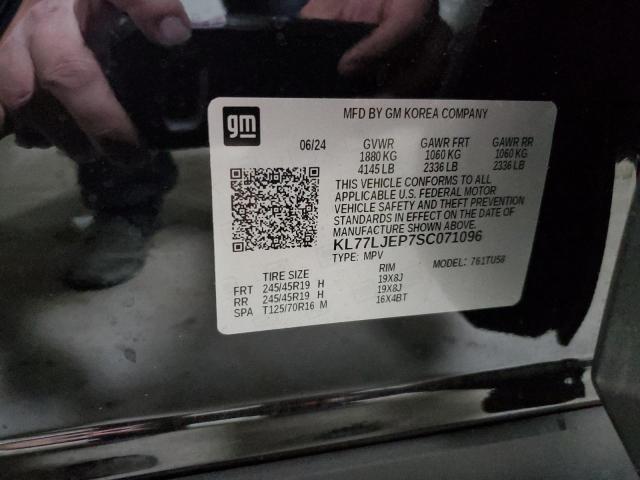 gm
MFD BY GM KOREA COMPANY
06/24 GVWR GAWR FRT GAWR RR
1880 KG 1060 KG 1060 KG
4145 LB 2336 LB 2336 LB
THIS VEHICLE CONFORMS TO ALL
APPLICABLE U.S. FEDERAL MOTOR
VEHICLE SAFETY AND THEFT PREVENTION
STANDARDS IN EFFECT ON THE DATE OF
MANUFACTURE SHOWN ABOVE.
KL77LJEP7SC071096
TYPE: MPV MODEL: 761TU58
TIRE SIZE RIM
FRT 245/45R19 H 19X8J
RR 245/45R19 H 19X8J
SPA T125/70R16 M 16X4BT